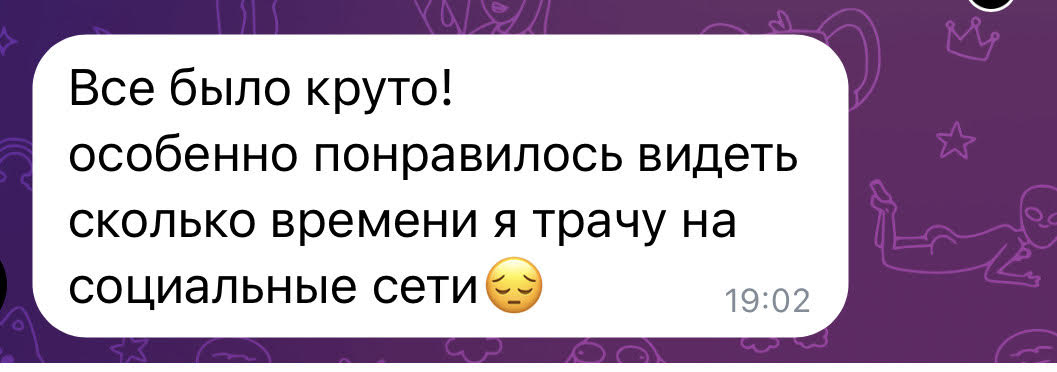 Все было круто!
особенно понравилось видеть
сколько времени я трачу на
социальные сети😔
19:02